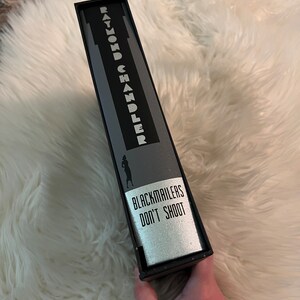 RAYMOND CHANDLER
BLACKMAILERS
DON'T SHOOT